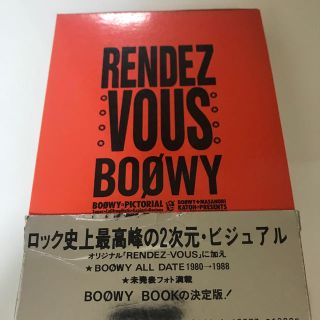 RENDEZ
VOUS
BOØWY
BOØWY PICTORIAL
BOØWY MASANORI
KATOH PRESENTS
ロック史上最高峰の2次元・ビジュアル
オリジナル「RENDEZ-VOUS」に加え
★BOØWY ALL DATE 1980→1988
★未発表フォト満載
BOØWY BOOKの決定版!